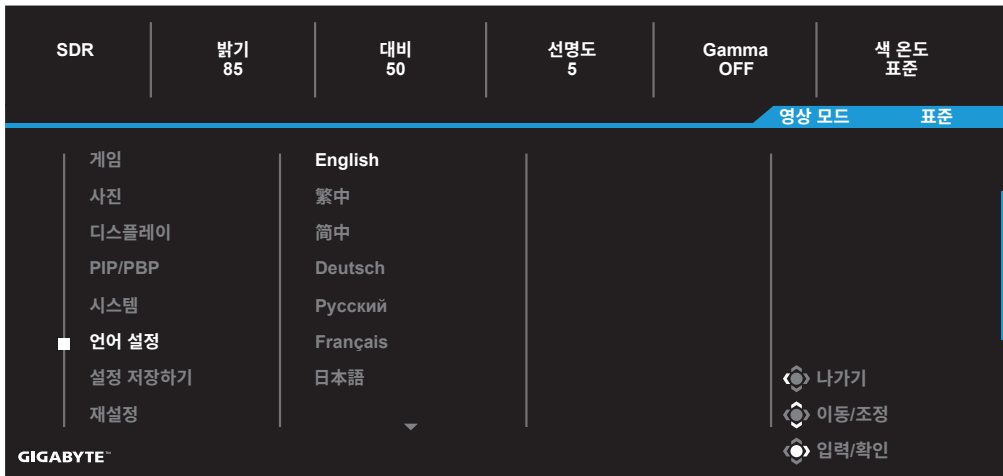 SDR
밝기
85
대비
50
선명도
5
Gamma
OFF
색 온도
표준
영상 모드 표준
게임
사진
디스플레이
PIP/PBP
시스템
언어 설정
설정 저장하기
재설정
English
繁中
简中
Deutsch
Русский
Français
日本語
나가기
이동/조정
입력/확인
GIGABYTE™